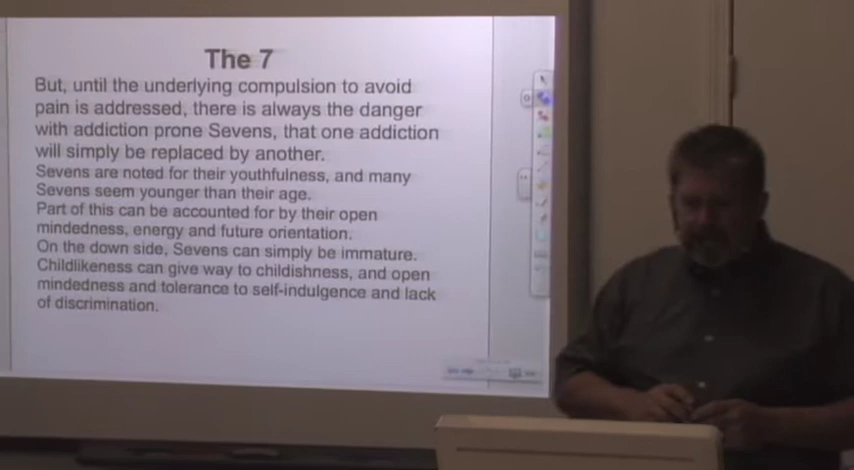 The 7
But, until the underlying compulsion to avoid
pain is addressed, there is always the danger
with addiction prone Sevens, that one addiction
will simply be replaced by another.
Sevens are noted for their youthfulness, and many
Sevens seem younger than their age.
Part of this can be accounted for by their open
mindedness, energy and future orientation.
On the down side, Sevens can simply be immature.
Childlikeness can give way to childishness, and open
mindedness and tolerance to self-indulgence and lack
of discrimination.